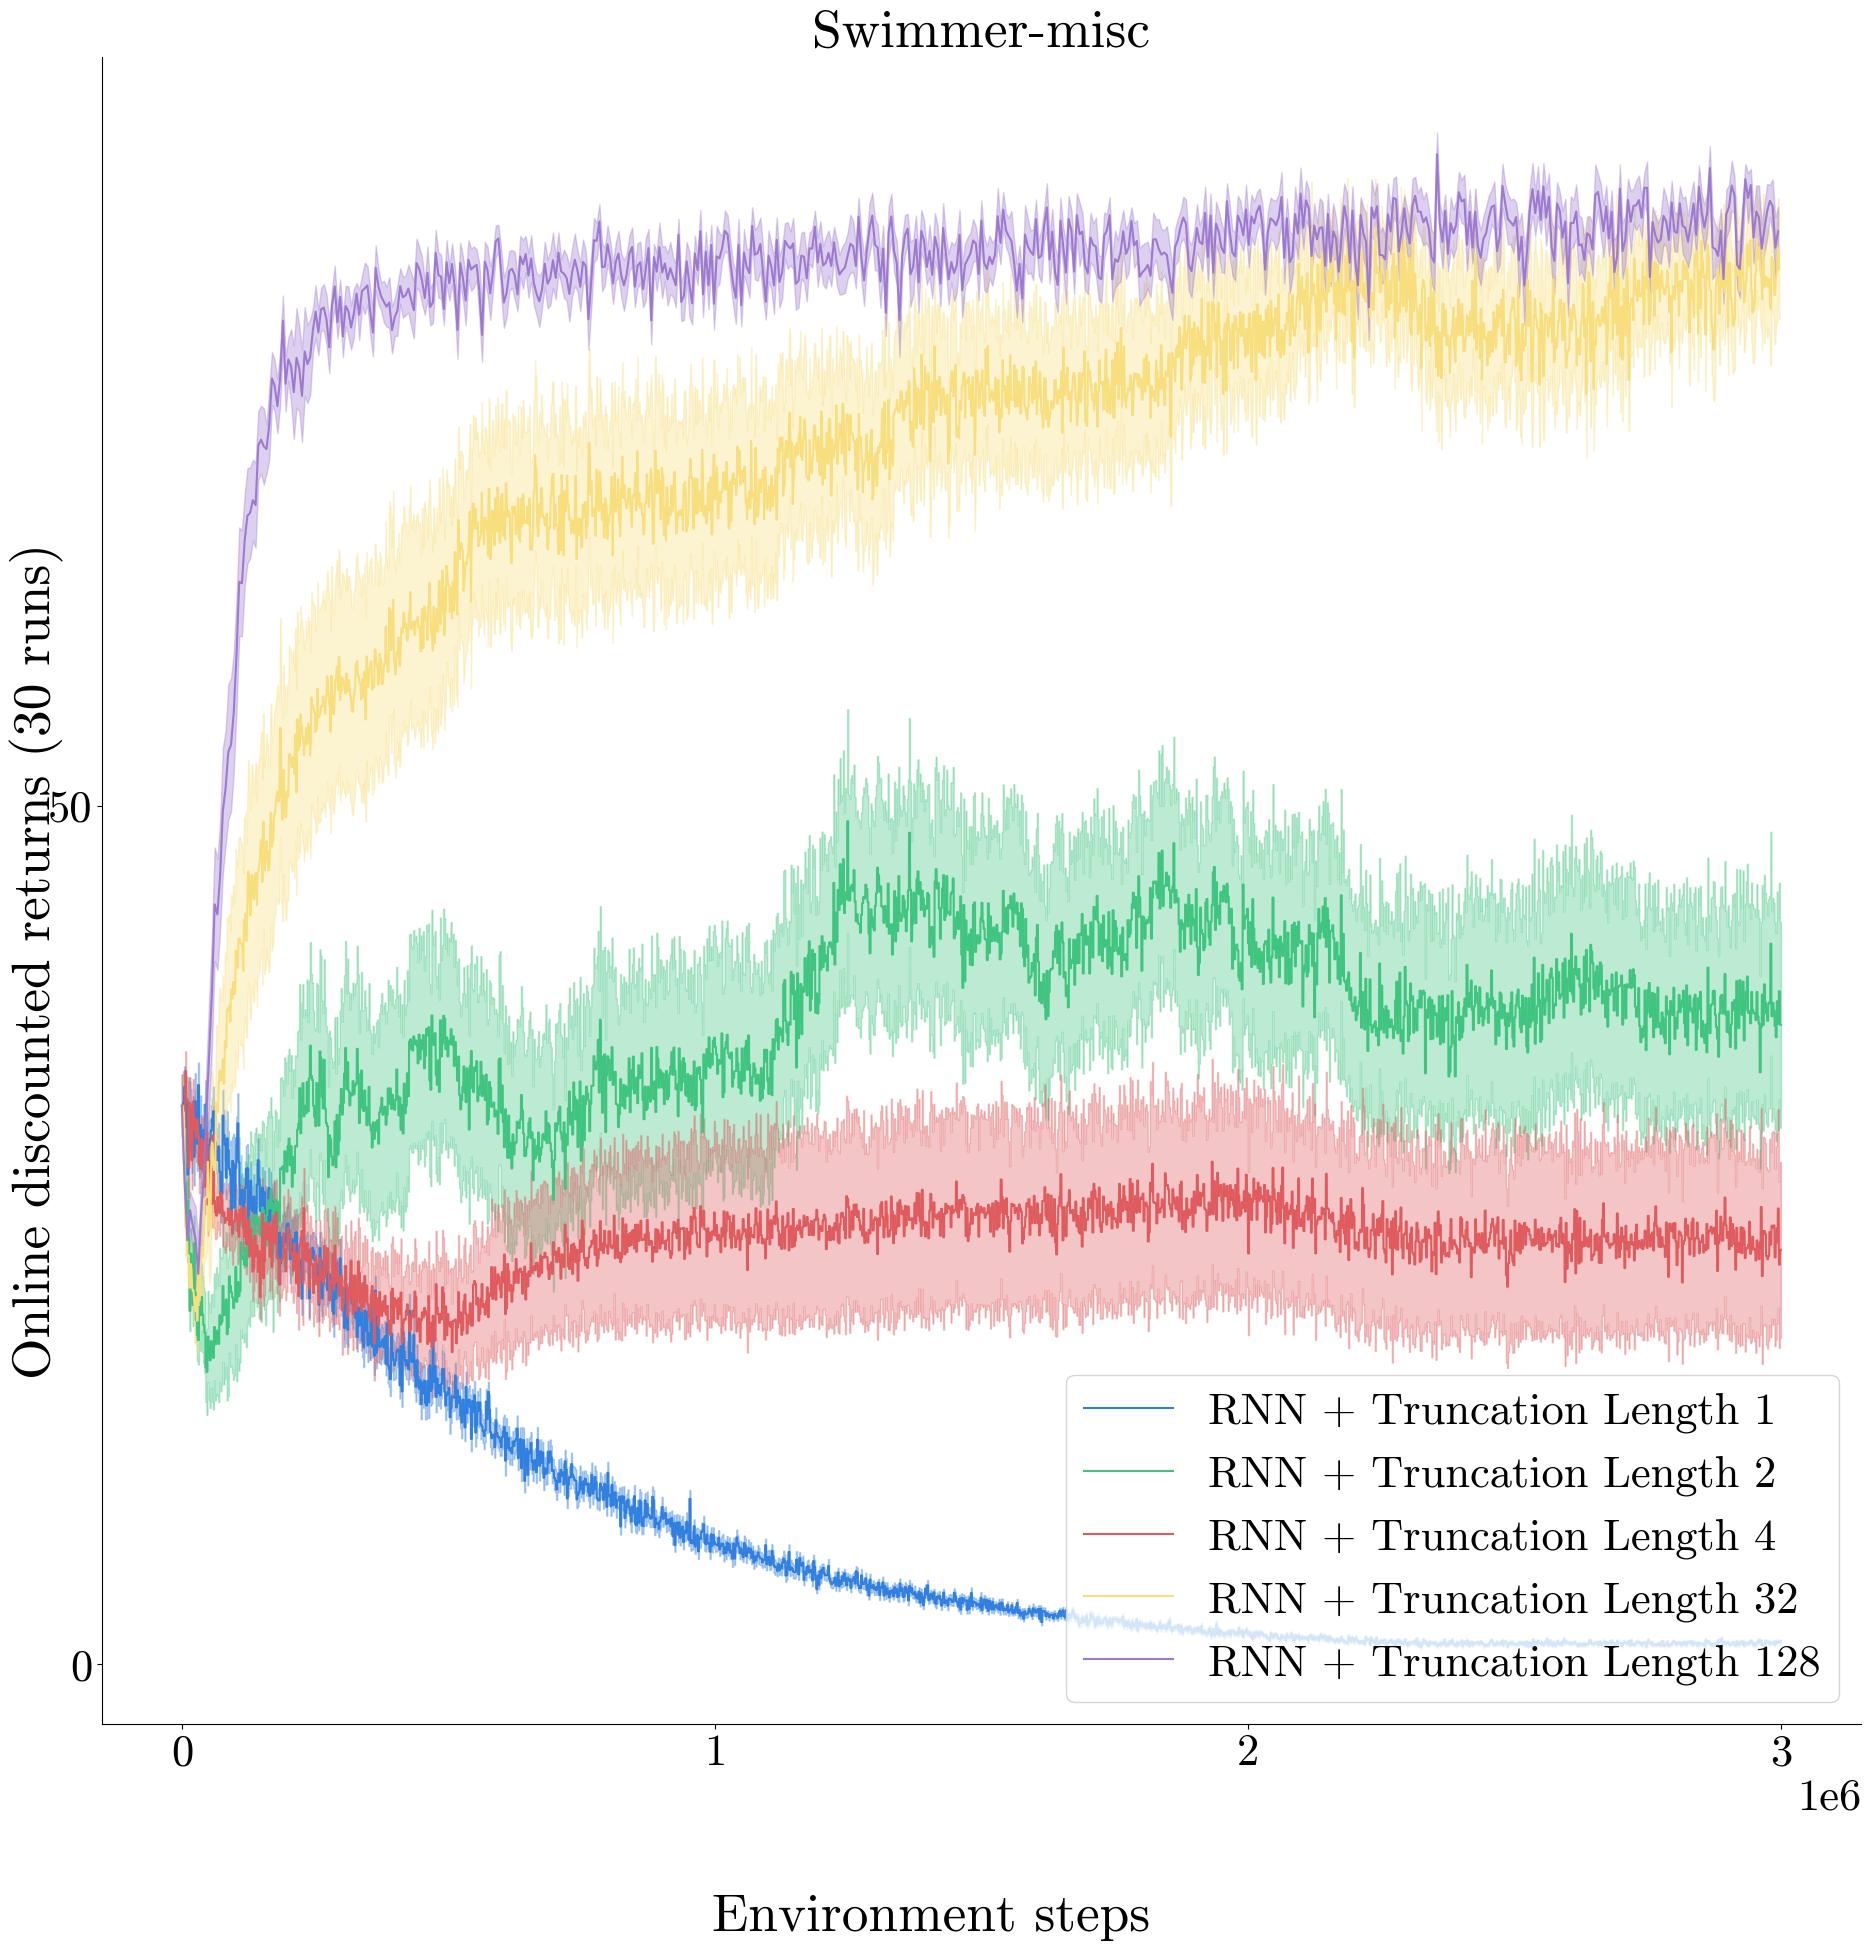 Swimmer-misc
Online discounted returns (30 runs)
50
0
RNN + Truncation Length 1
RNN + Truncation Length 2
RNN + Truncation Length 4
RNN + Truncation Length 32
RNN + Truncation Length 128
0 1 2 3
1e6
Environment steps